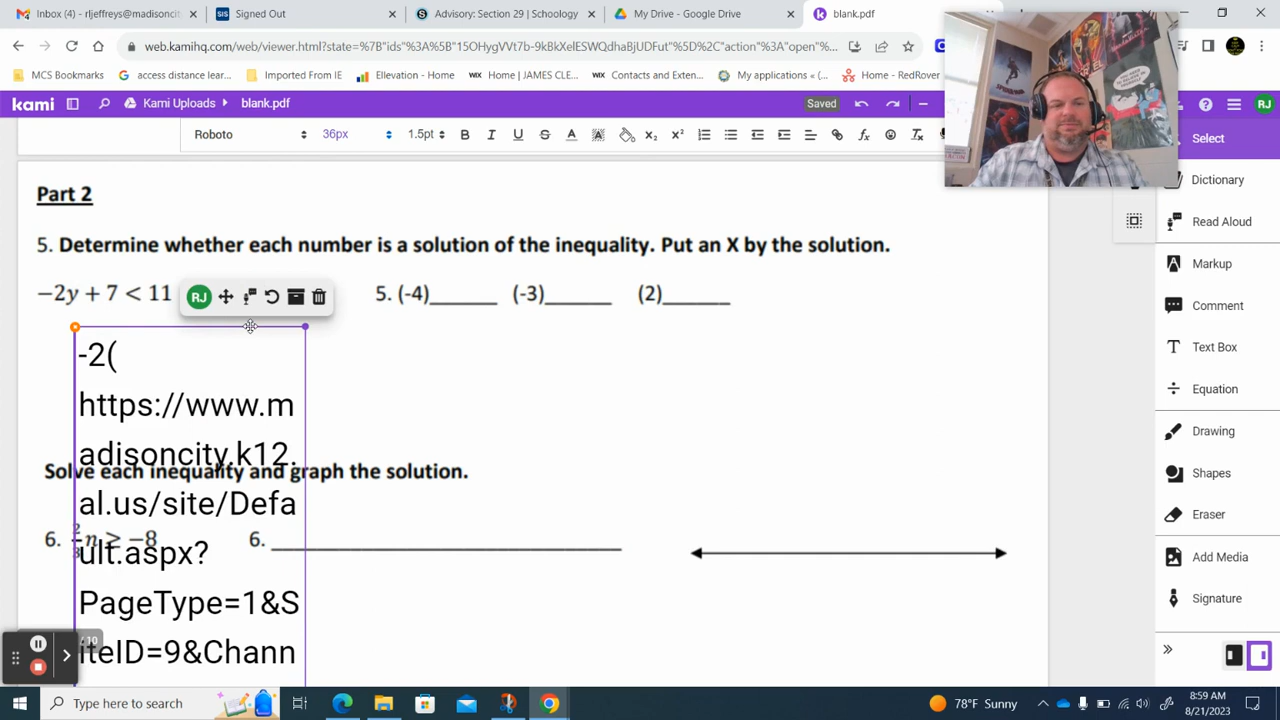 Inbox (4) - rljeffreys@madisoncit
Signed Out
Advisory: Section 29 | Schoology
My Drive - Google Drive
blank.pdf
web.kamihq.com/web/viewer.html?state=%7B"ids"%3A%5B"15OHygVVt7b-9kBkXelESWQdhaBjUDFut"%5D%2C"action"%3A"open"...
MCS Bookmarks
access distance lear...
Imported From IE
Ellevation - Home
Home | JAMES CLE...
Contacts and Exten...
My applications « (...
Home - RedRover
kami
Kami Uploads
blank.pdf
Saved
RJ
Roboto
36px
1.5pt
Select
Part 2
Dictionary
5. Determine whether each number is a solution of the inequality. Put an X by the solution.
Read Aloud
−2y + 7 < 11
RJ
5. (-4)______ (-3)______ (2)______
Markup
Comment
-2(
Text Box
https://www.m
Equation
adisoncity.k12.
Drawing
Solve each inequality and graph the solution.
Shapes
al.us/site/Defa
Eraser
6. 2/3 n ≥ −8
6. ______________________________
ult.aspx?
Add Media
PageType=1&S
Signature
iteID=9&Chann
Type here to search
78°F Sunny
8:59 AM
8/21/2023